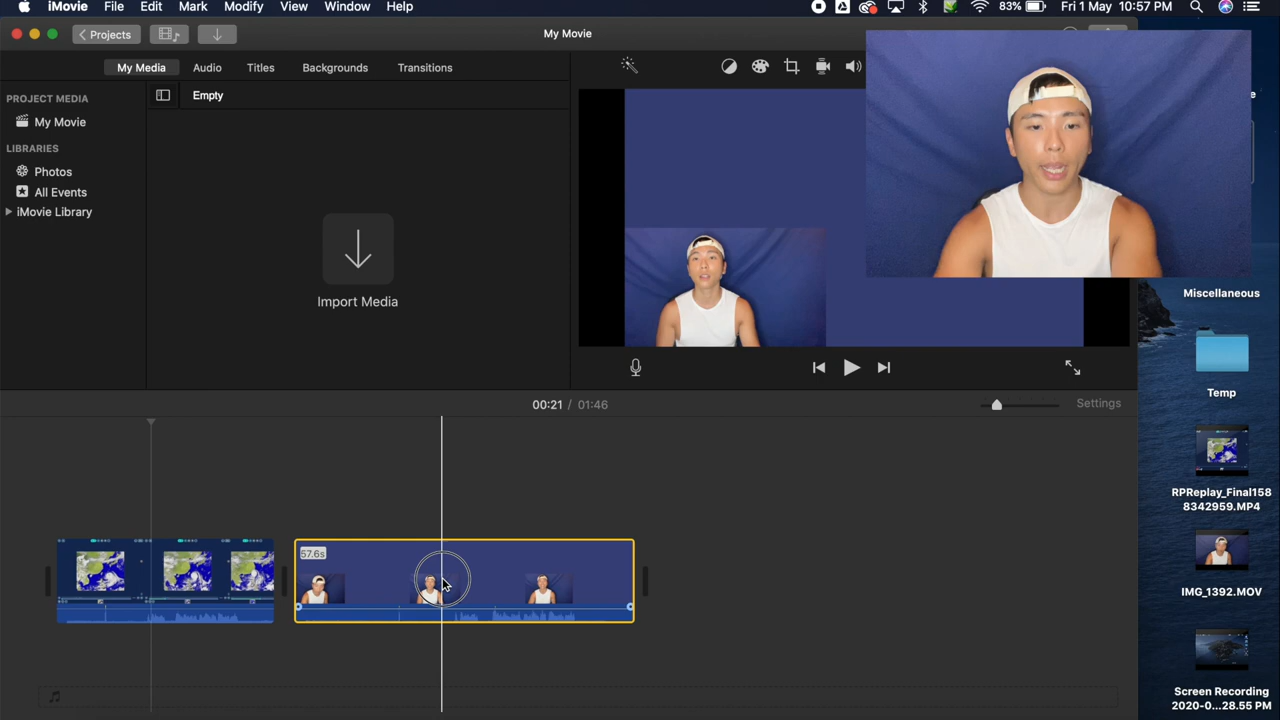 iMovie File Edit Mark Modify View Window Help 83% Fri 1 May 10:57 PM
Projects
My Movie
My Media Audio Titles Backgrounds Transitions
PROJECT MEDIA
Empty
My Movie
LIBRARIES
Photos
All Events
iMovie Library
Import Media
Miscellaneous
Temp
00:21 / 01:46
Settings
RPReplay_Final158
8342959.MP4
57.6s
IMG_1392.MOV
Screen Recording
2020-0...28.55 PM